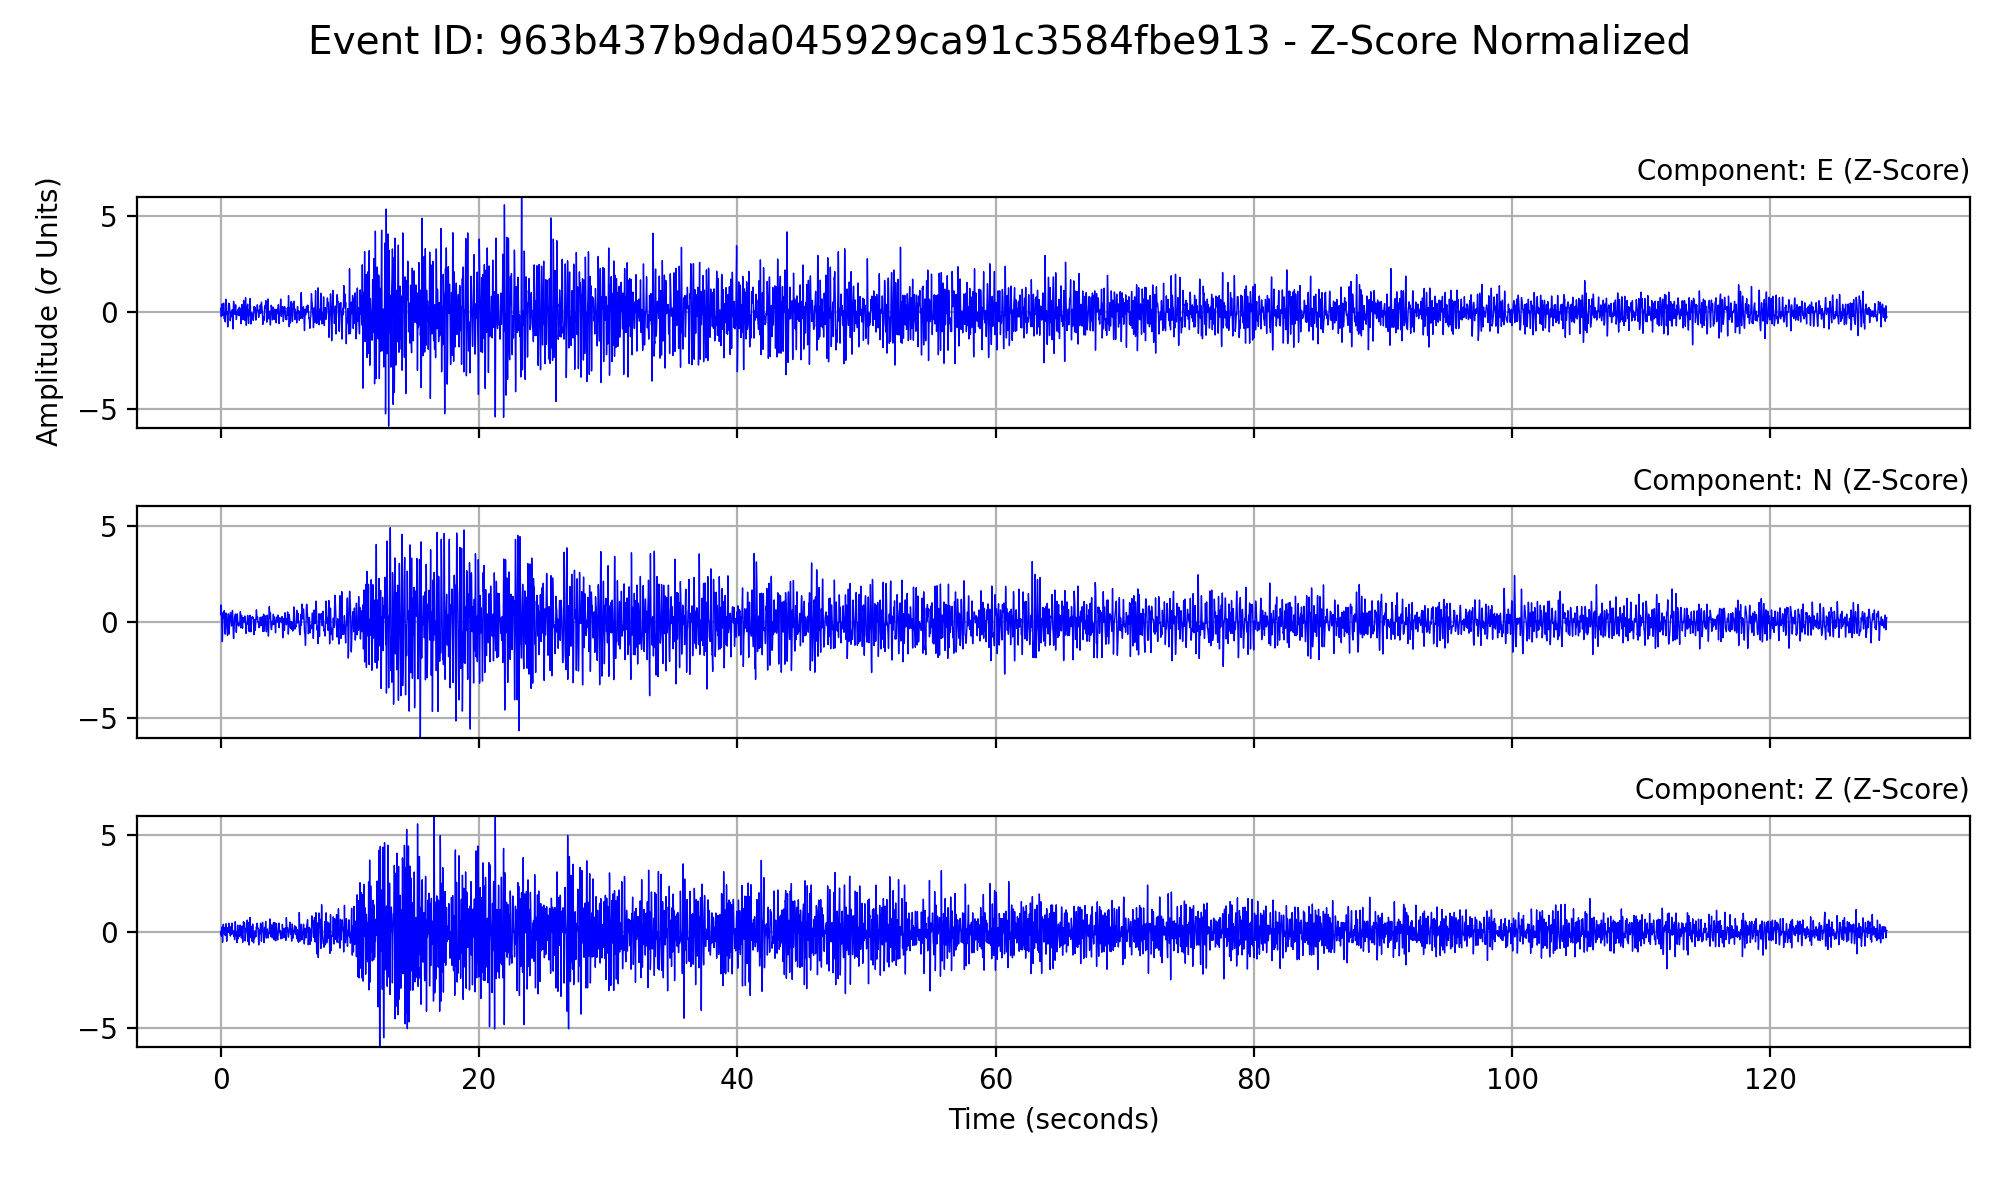 Event ID: 963b437b9da045929ca91c3584fbe913 - Z-Score Normalized
Component: E (Z-Score)
Amplitude (σ Units)
5
0
−5
Component: N (Z-Score)
5
0
−5
Component: Z (Z-Score)
5
0
−5
0 20 40 60 80 100 120
Time (seconds)